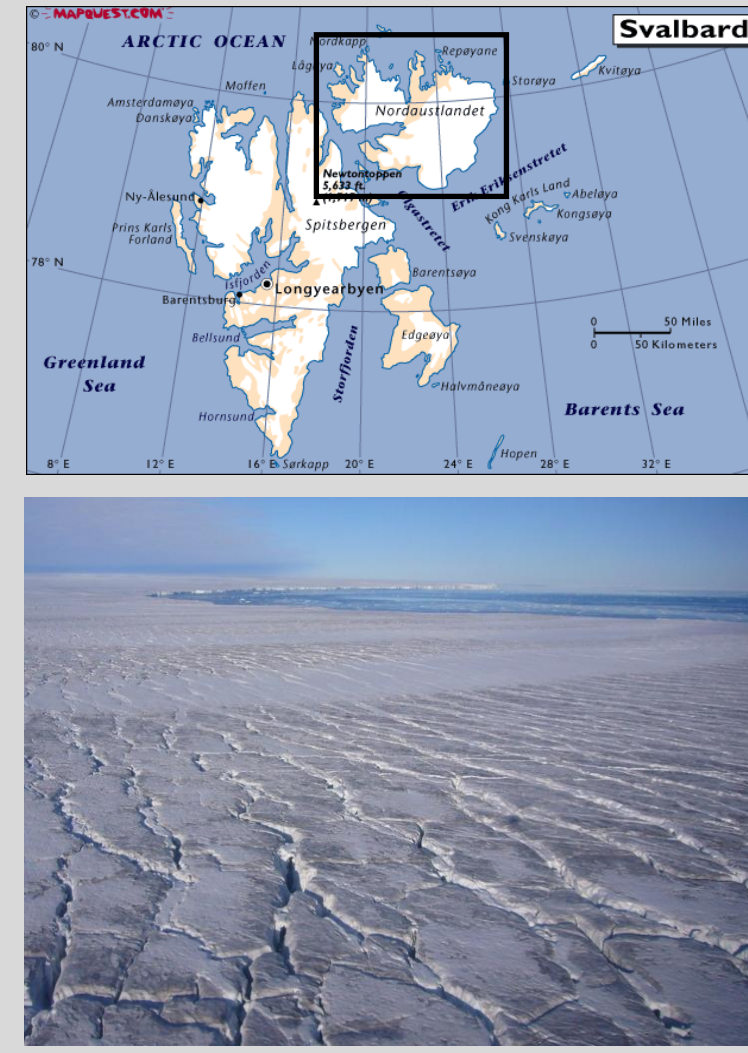 © MAPQUEST.COM
Svalbard
80° N
ARCTIC OCEAN
Nordkapp
Repøyane
Lågøya
Storøya
Kvitøya
Moffen
Amsterdamøya
Danskøya
Nordaustlandet
Newtontoppen
5,633 ft.
Erik Eriksenstretet
Olgastretet
Kong Karls Land
Abeløya
Kongsøya
Svenskøya
Ny-Ålesund
Prins Karls
Forland
Spitsbergen
78° N
Isfjorden
Longyearbyen
Barentsøya
Barentsburg
Bellsund
Storfjorden
Edgeøya
0 50 Miles
0 50 Kilometers
Greenland
Sea
Halvmåneøya
Barents Sea
Hornsund
Hopen
Sørkapp
8° E 12° E 16° E 20° E 24° E 28° E 32° E